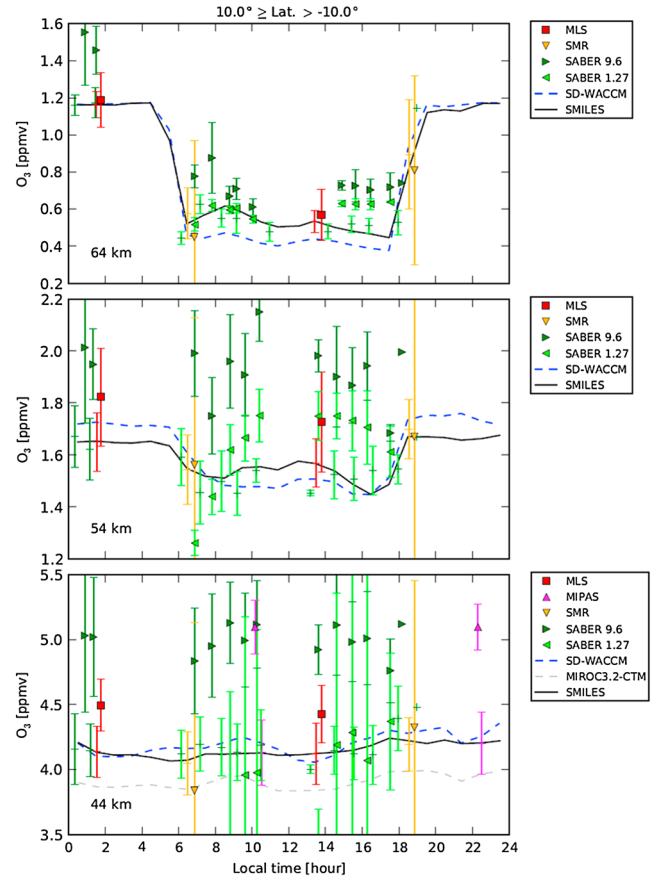 10.0° ≥ Lat. > -10.0°
1.6
1.4
1.2
1.0
0.8
0.6
0.4
0.2
O3 [ppmv]
64 km
MLS
SMR
SABER 9.6
SABER 1.27
SD-WACCM
SMILES
2.2
2.0
1.8
1.6
1.4
1.2
O3 [ppmv]
54 km
MLS
SMR
SABER 9.6
SABER 1.27
SD-WACCM
SMILES
5.5
5.0
4.5
4.0
3.5
O3 [ppmv]
44 km
MLS
MIPAS
SMR
SABER 9.6
SABER 1.27
SD-WACCM
MIROC3.2-CTM
SMILES
0 2 4 6 8 10 12 14 16 18 20 22 24
Local time [hour]